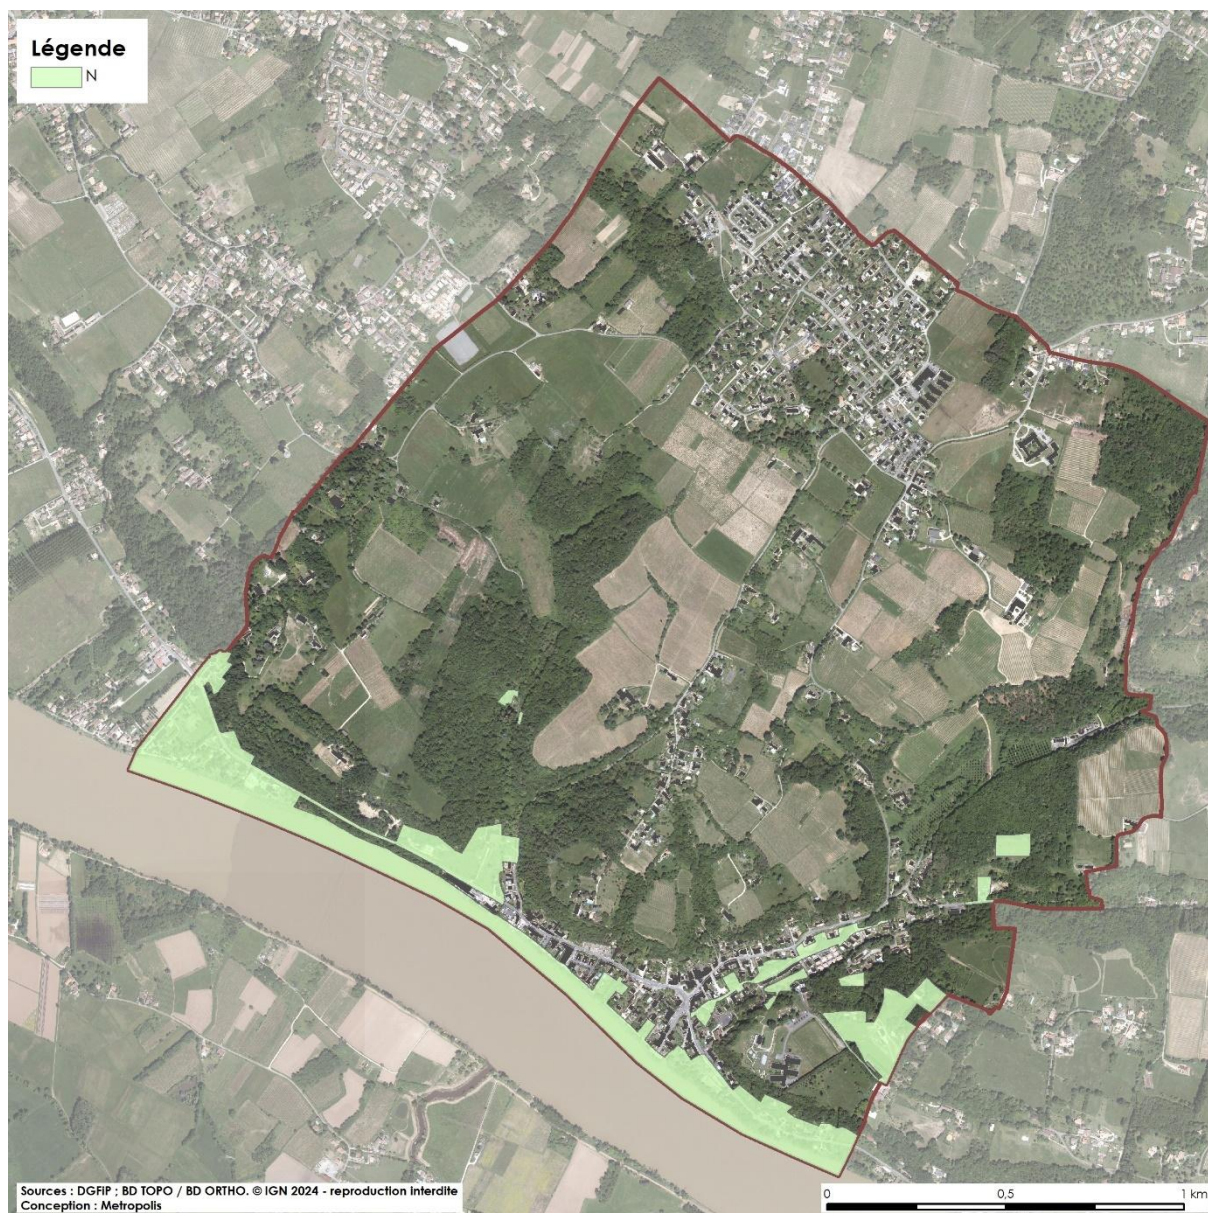 Légende
N
Sources : DGFiP ; BD TOPO / BD ORTHO. © IGN 2024 - reproduction interdite
Conception : Metropolis
0 0,5 1 km